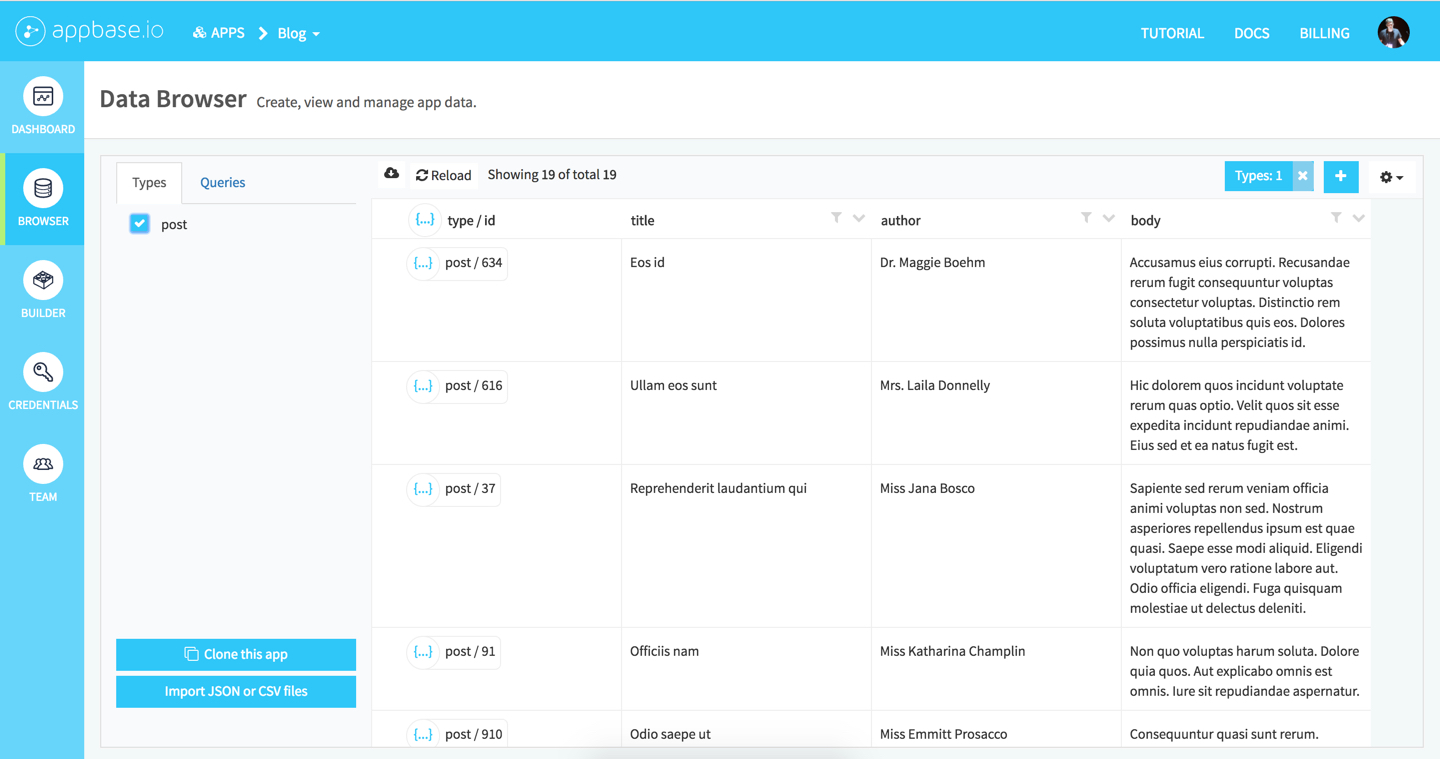 appbase.io APPS Blog TUTORIAL DOCS BILLING
DASHBOARD
BROWSER
BUILDER
CREDENTIALS
TEAM
Data Browser Create, view and manage app data.
Types Queries
post
Clone this app
Import JSON or CSV files
Reload Showing 19 of total 19 Types: 1 × +
{...} type / id title author body
{...} post / 634 Eos id Dr. Maggie Boehm Accusamus eius corrupti. Recusandae
rerum fugit consequuntur voluptas
consectetur voluptas. Distinctio rem
soluta voluptatibus quis eos. Dolores
possimus nulla perspiciatis id.
{...} post / 616 Ullam eos sunt Mrs. Laila Donnelly Hic dolorem quos incidunt voluptate
rerum quas optio. Velit quos sit esse
expedita incidunt repudiandae animi.
Eius sed et ea natus fugit est.
{...} post / 37 Reprehenderit laudantium qui Miss Jana Bosco Sapiente sed rerum veniam officia
animi voluptas non sed. Nostrum
asperiores repellendus ipsum est quae
quasi. Saepe esse modi aliquid. Eligendi
voluptatum vero ratione labore aut.
Odio officia eligendi. Fuga quisquam
molestiae ut delectus deleniti.
{...} post / 91 Officiis nam Miss Katharina Champlin Non quo voluptas harum soluta. Dolore
quia quos. Aut explicabo omnis est
omnis. Iure sit repudiandae aspernatur.
{...} post / 910 Odio saepe ut Miss Emmitt Prosacco Consequuntur quasi sunt rerum.